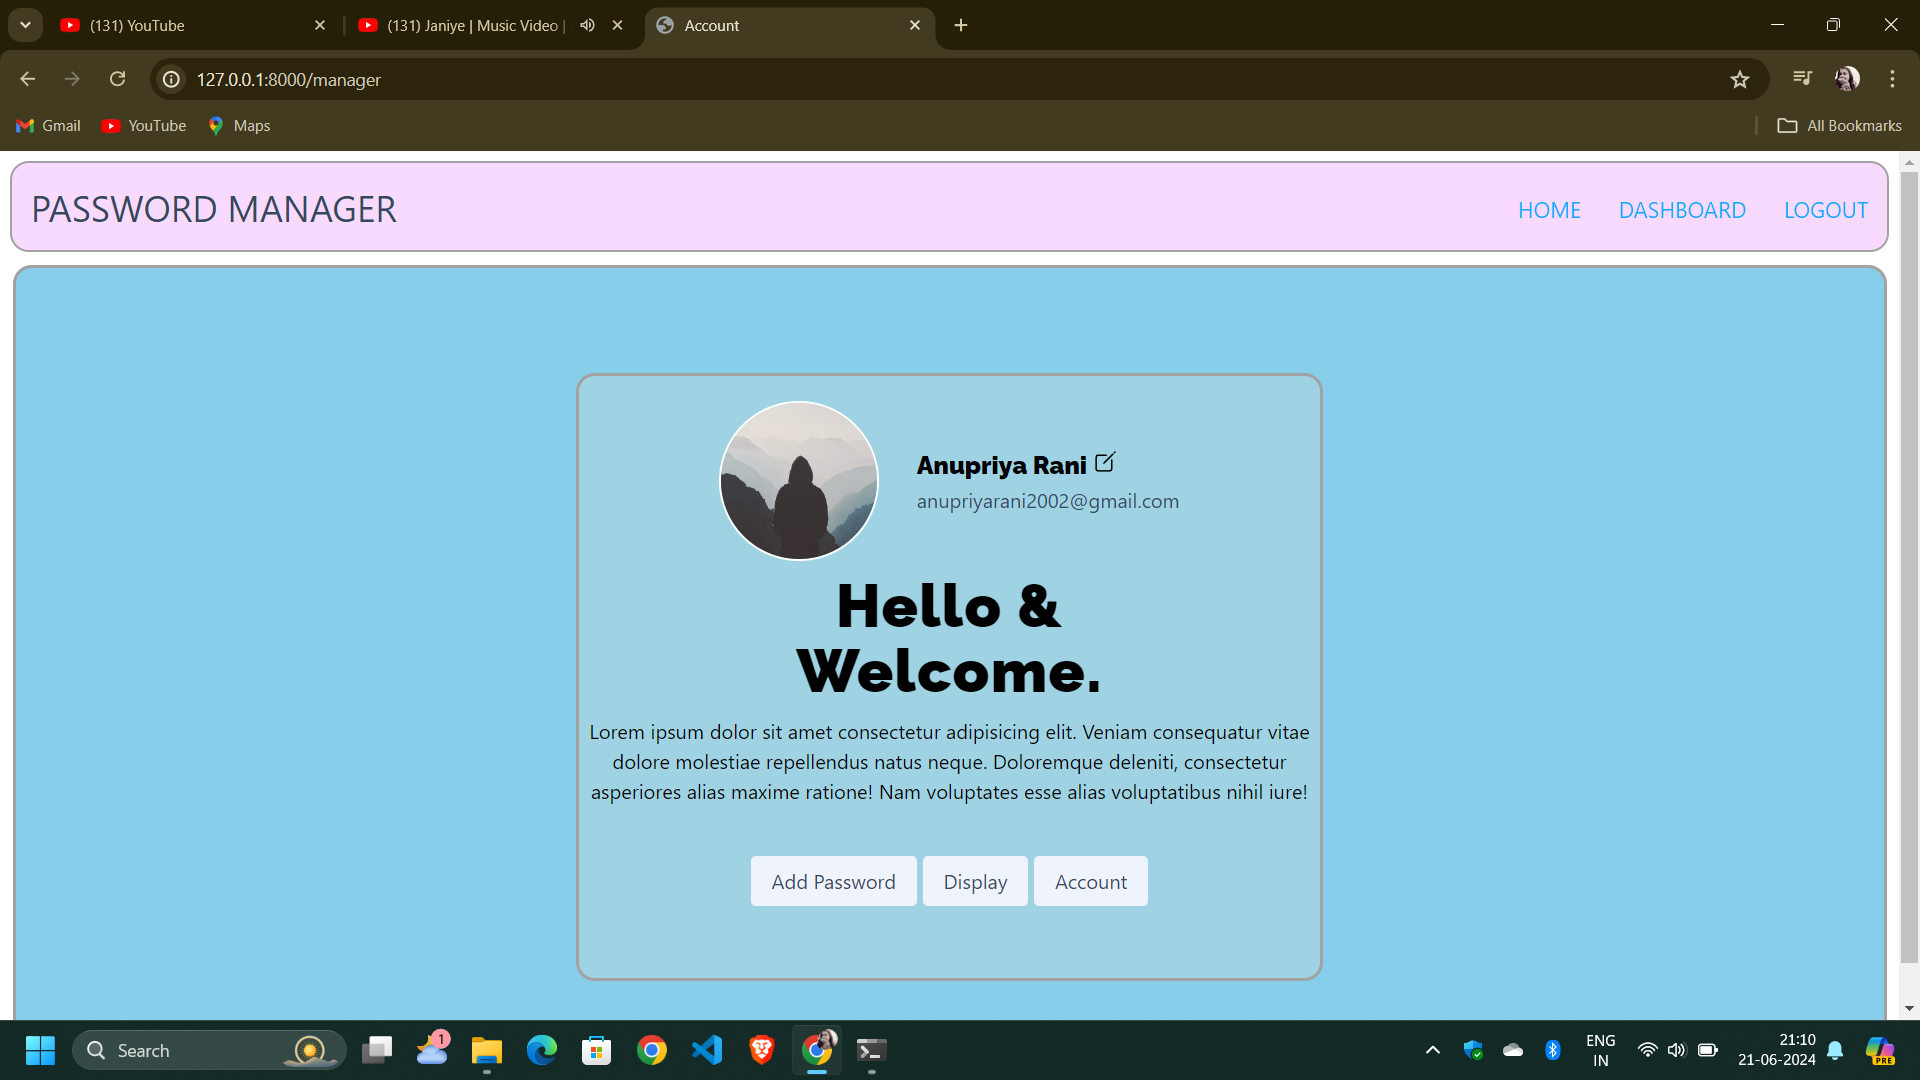 (131) YouTube
(131) Janiye | Music Video |
Account
127.0.0.1:8000/manager
Gmail
YouTube
Maps
All Bookmarks
PASSWORD MANAGER
HOME
DASHBOARD
LOGOUT
Anupriya Rani
anupriyarani2002@gmail.com
Hello &
Welcome.
Lorem ipsum dolor sit amet consectetur adipisicing elit. Veniam consequatur vitae
dolore molestiae repellendus natus neque. Doloremque deleniti, consectetur
asperiores alias maxime ratione! Nam voluptates esse alias voluptatibus nihil iure!
Add Password
Display
Account
Search
1
ENG
IN
21:10
21-06-2024
PRE